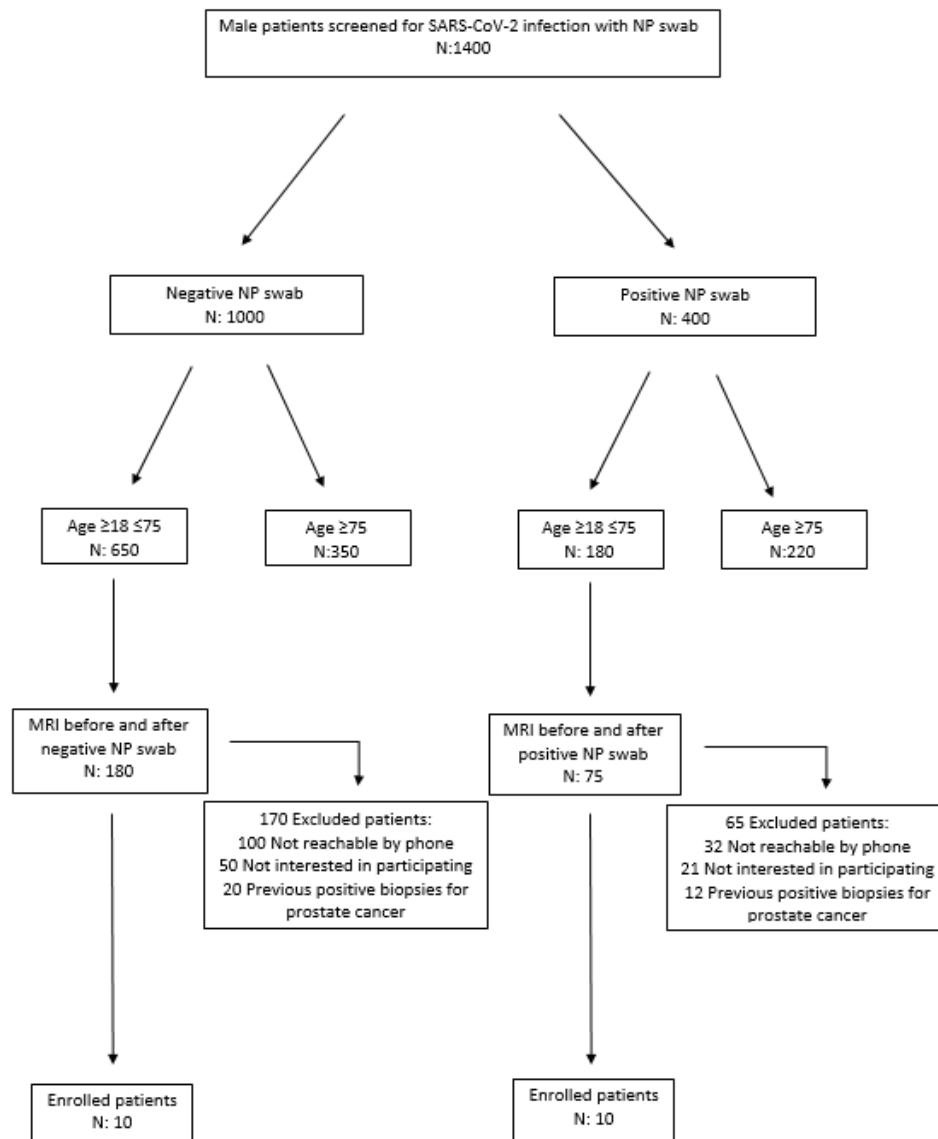 Male patients screened for SARS-CoV-2 infection with NP swab
N:1400
Negative NP swab
N: 1000
Positive NP swab
N: 400
Age ≥18 ≤75
N: 650
Age ≥75
N:350
Age ≥18 ≤75
N: 180
Age ≥75
N:220
MRI before and after
negative NP swab
N: 180
MRI before and after
positive NP swab
N: 75
170 Excluded patients:
100 Not reachable by phone
50 Not interested in participating
20 Previous positive biopsies for
prostate cancer
65 Excluded patients:
32 Not reachable by phone
21 Not interested in participating
12 Previous positive biopsies for
prostate cancer
Enrolled patients
N: 10
Enrolled patients
N: 10